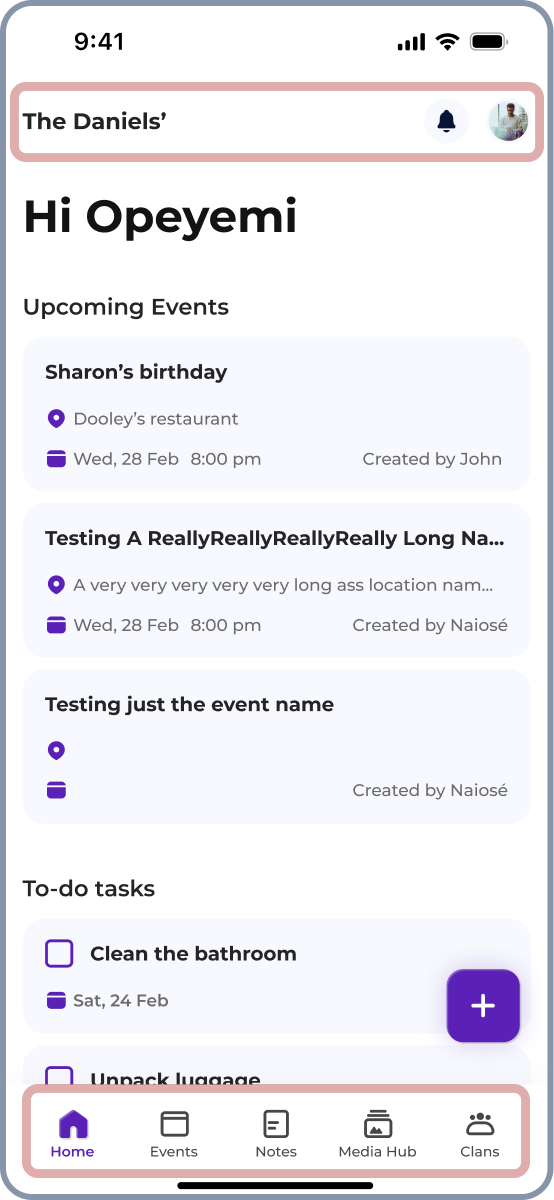 9:41
The Daniels’
Hi Opeyemi
Upcoming Events
Sharon’s birthday
Dooley’s restaurant
Wed, 28 Feb 8:00 pm Created by John
Testing A ReallyReallyReallyReally Long Na...
A very very very very very long ass location nam...
Wed, 28 Feb 8:00 pm Created by Naiosé
Testing just the event name
Created by Naiosé
To-do tasks
Clean the bathroom
Sat, 24 Feb
Unpack luggage
Home Events Notes Media Hub Clans